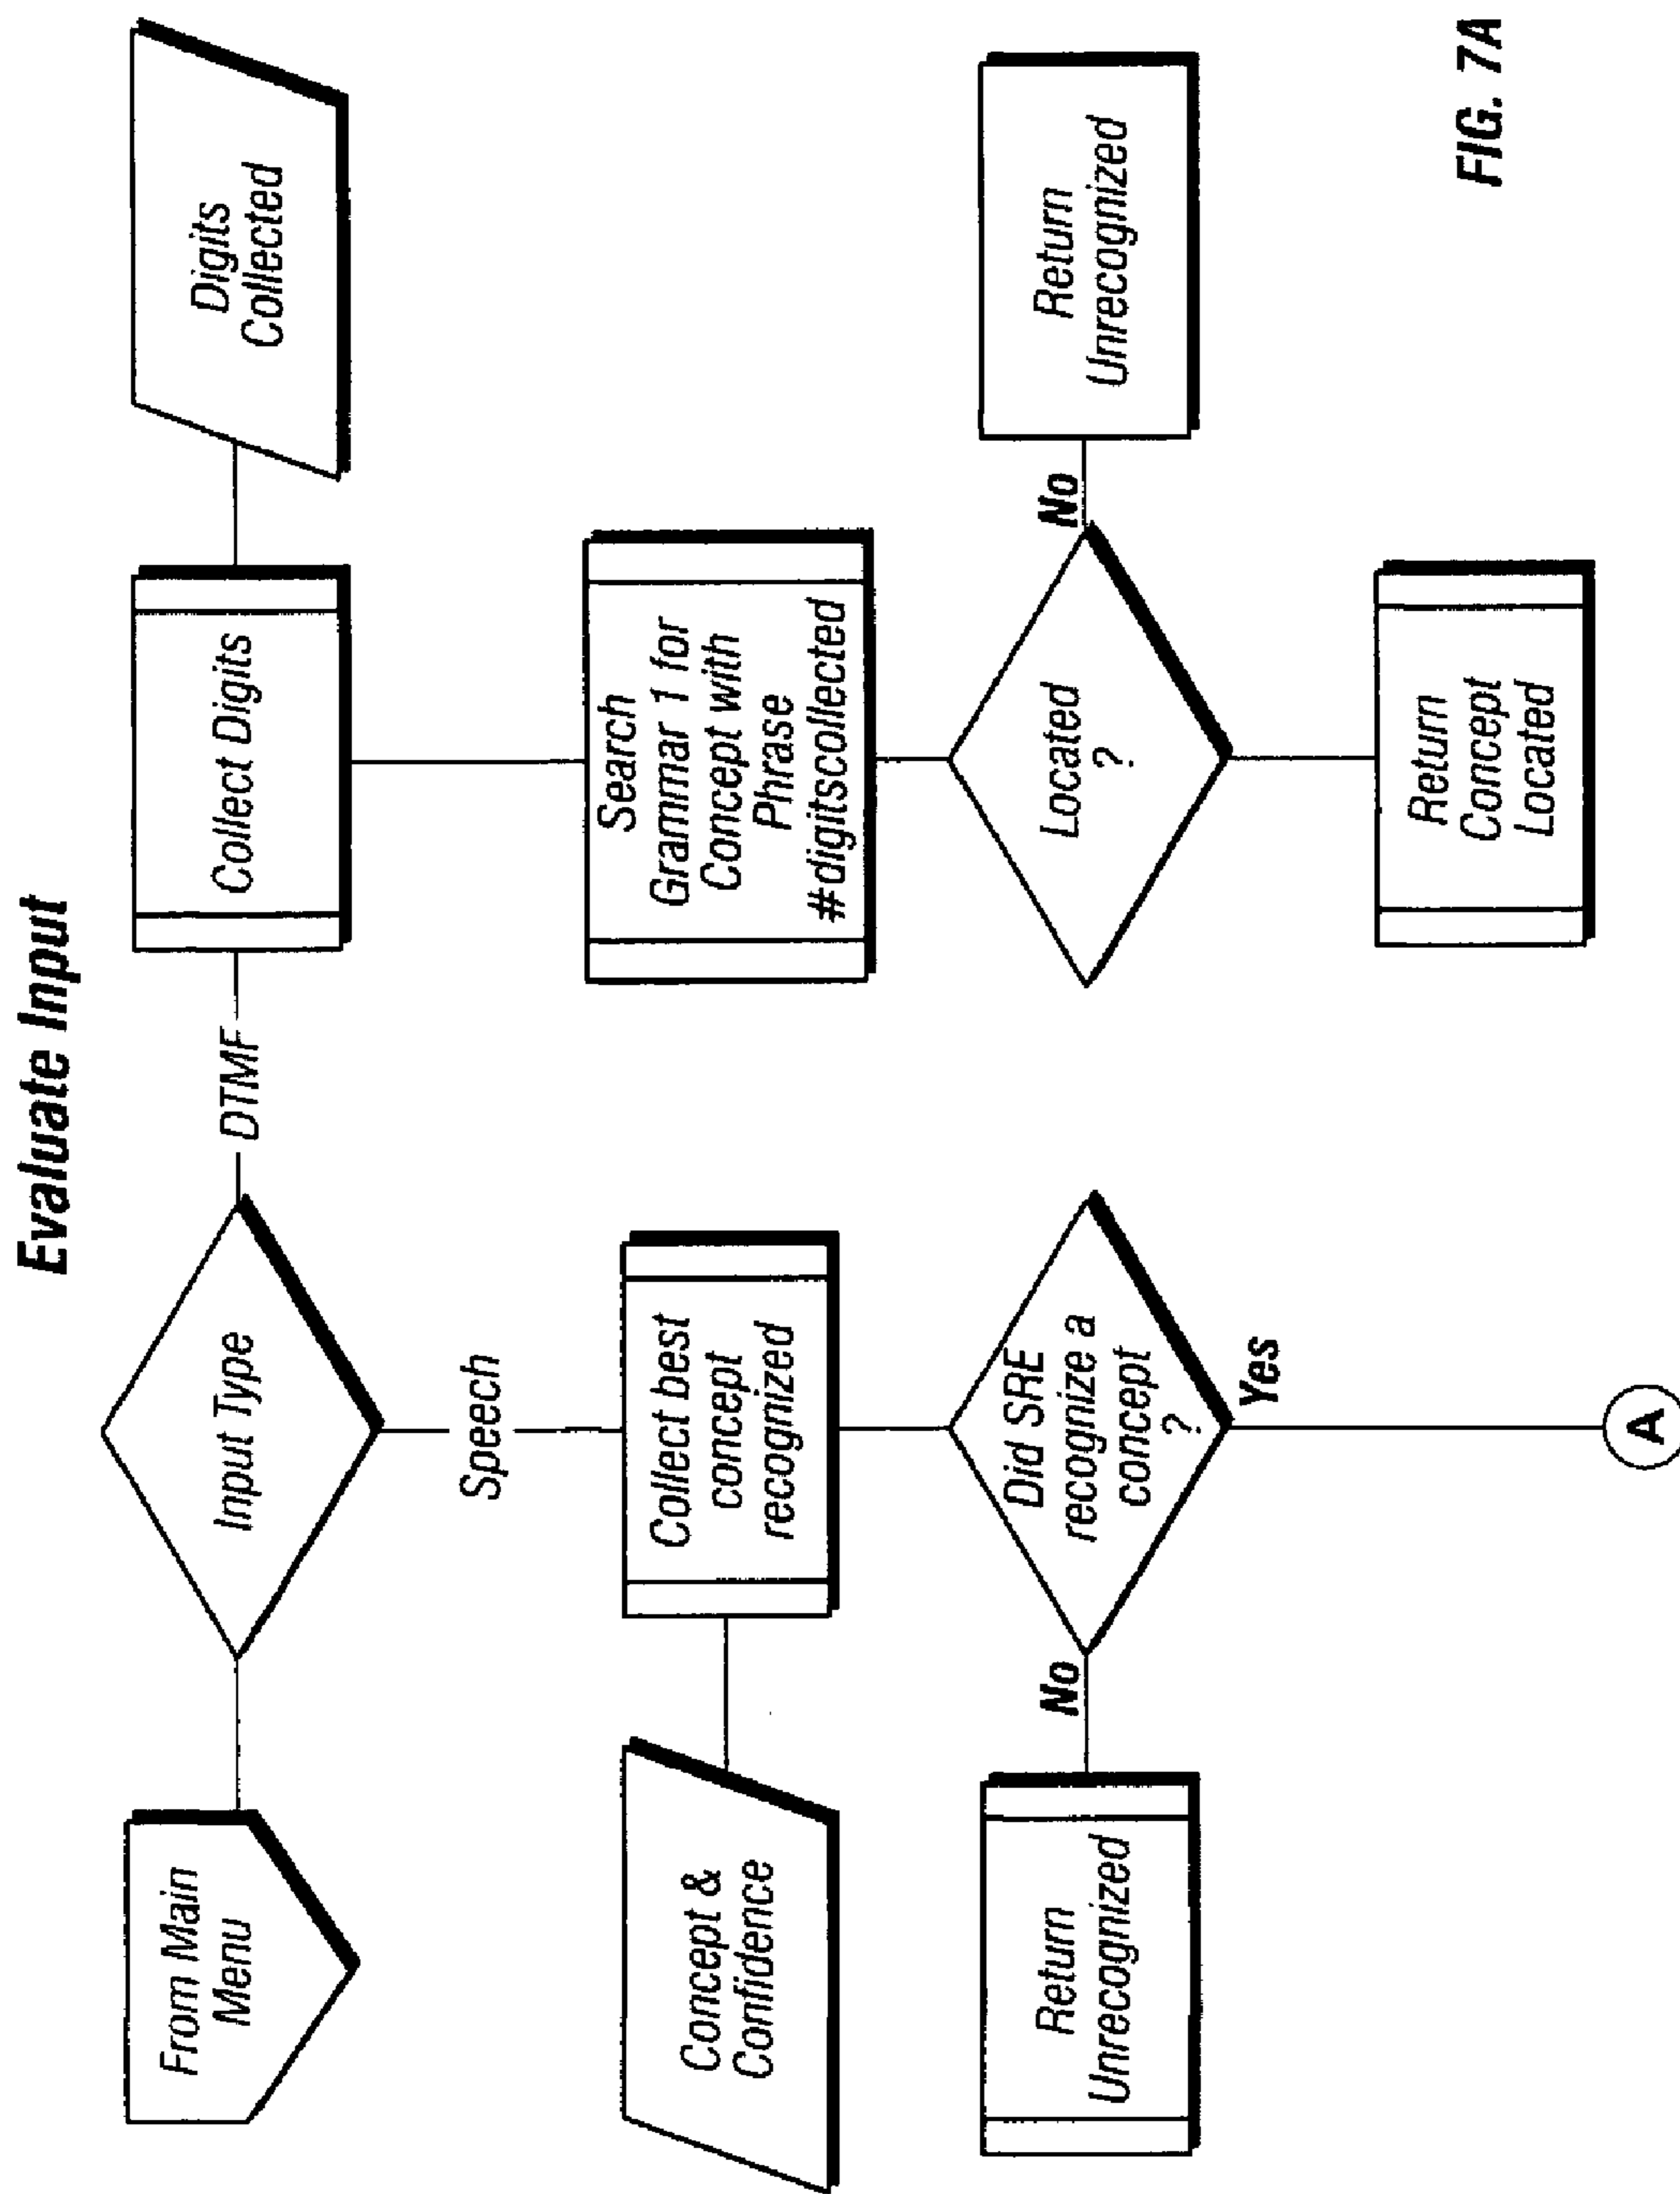 Evaluate Input
From Main
Menu
Input Type
DTMF
Collect Digits
Digits
Collected
Speech
Concept &
Confidence
Collect best
concept
recognized
Search
Grammar 1 for
Concept with
Phrase
#digitscollected
Return
Unrecognized
No
Did SRE
recognize a
concept
?
Yes
Located
?
No
Return
Unrecognized
Return
Concept
Located
A
FIG. 7A